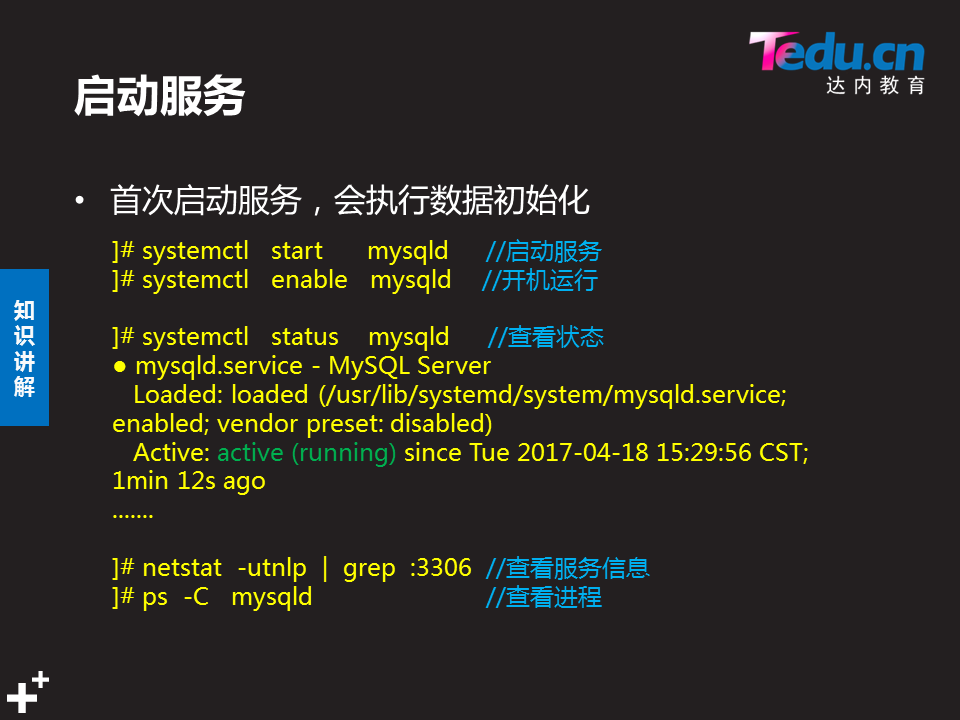 Tedu.cn
达内教育
启动服务
• 首次启动服务，会执行数据初始化
]# systemctl start mysqld //启动服务
]# systemctl enable mysqld //开机运行
]# systemctl status mysqld //查看状态
● mysqld.service - MySQL Server
Loaded: loaded (/usr/lib/systemd/system/mysqld.service;
enabled; vendor preset: disabled)
Active: active (running) since Tue 2017-04-18 15:29:56 CST;
1min 12s ago
.......
]# netstat -utnlp | grep :3306 //查看服务信息
]# ps -C mysqld //查看进程
知识讲解